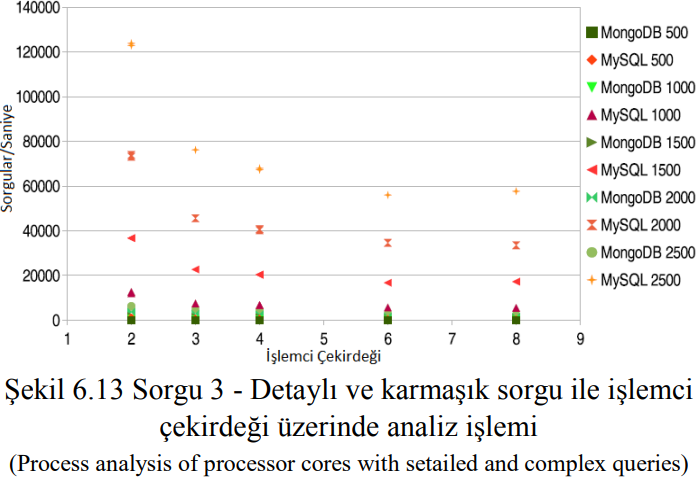 140000
120000
100000
80000
60000
40000
20000
0
Sorgular/Saniye
1 2 3 4 5 6 7 8 9
İşlemci Çekirdeği
MongoDB 500
MySQL 500
MongoDB 1000
MySQL 1000
MongoDB 1500
MySQL 1500
MongoDB 2000
MySQL 2000
MongoDB 2500
MySQL 2500
Şekil 6.13 Sorgu 3 - Detaylı ve karmaşık sorgu ile işlemci
çekirdeği üzerinde analiz işlemi
(Process analysis of processor cores with setailed and complex queries)